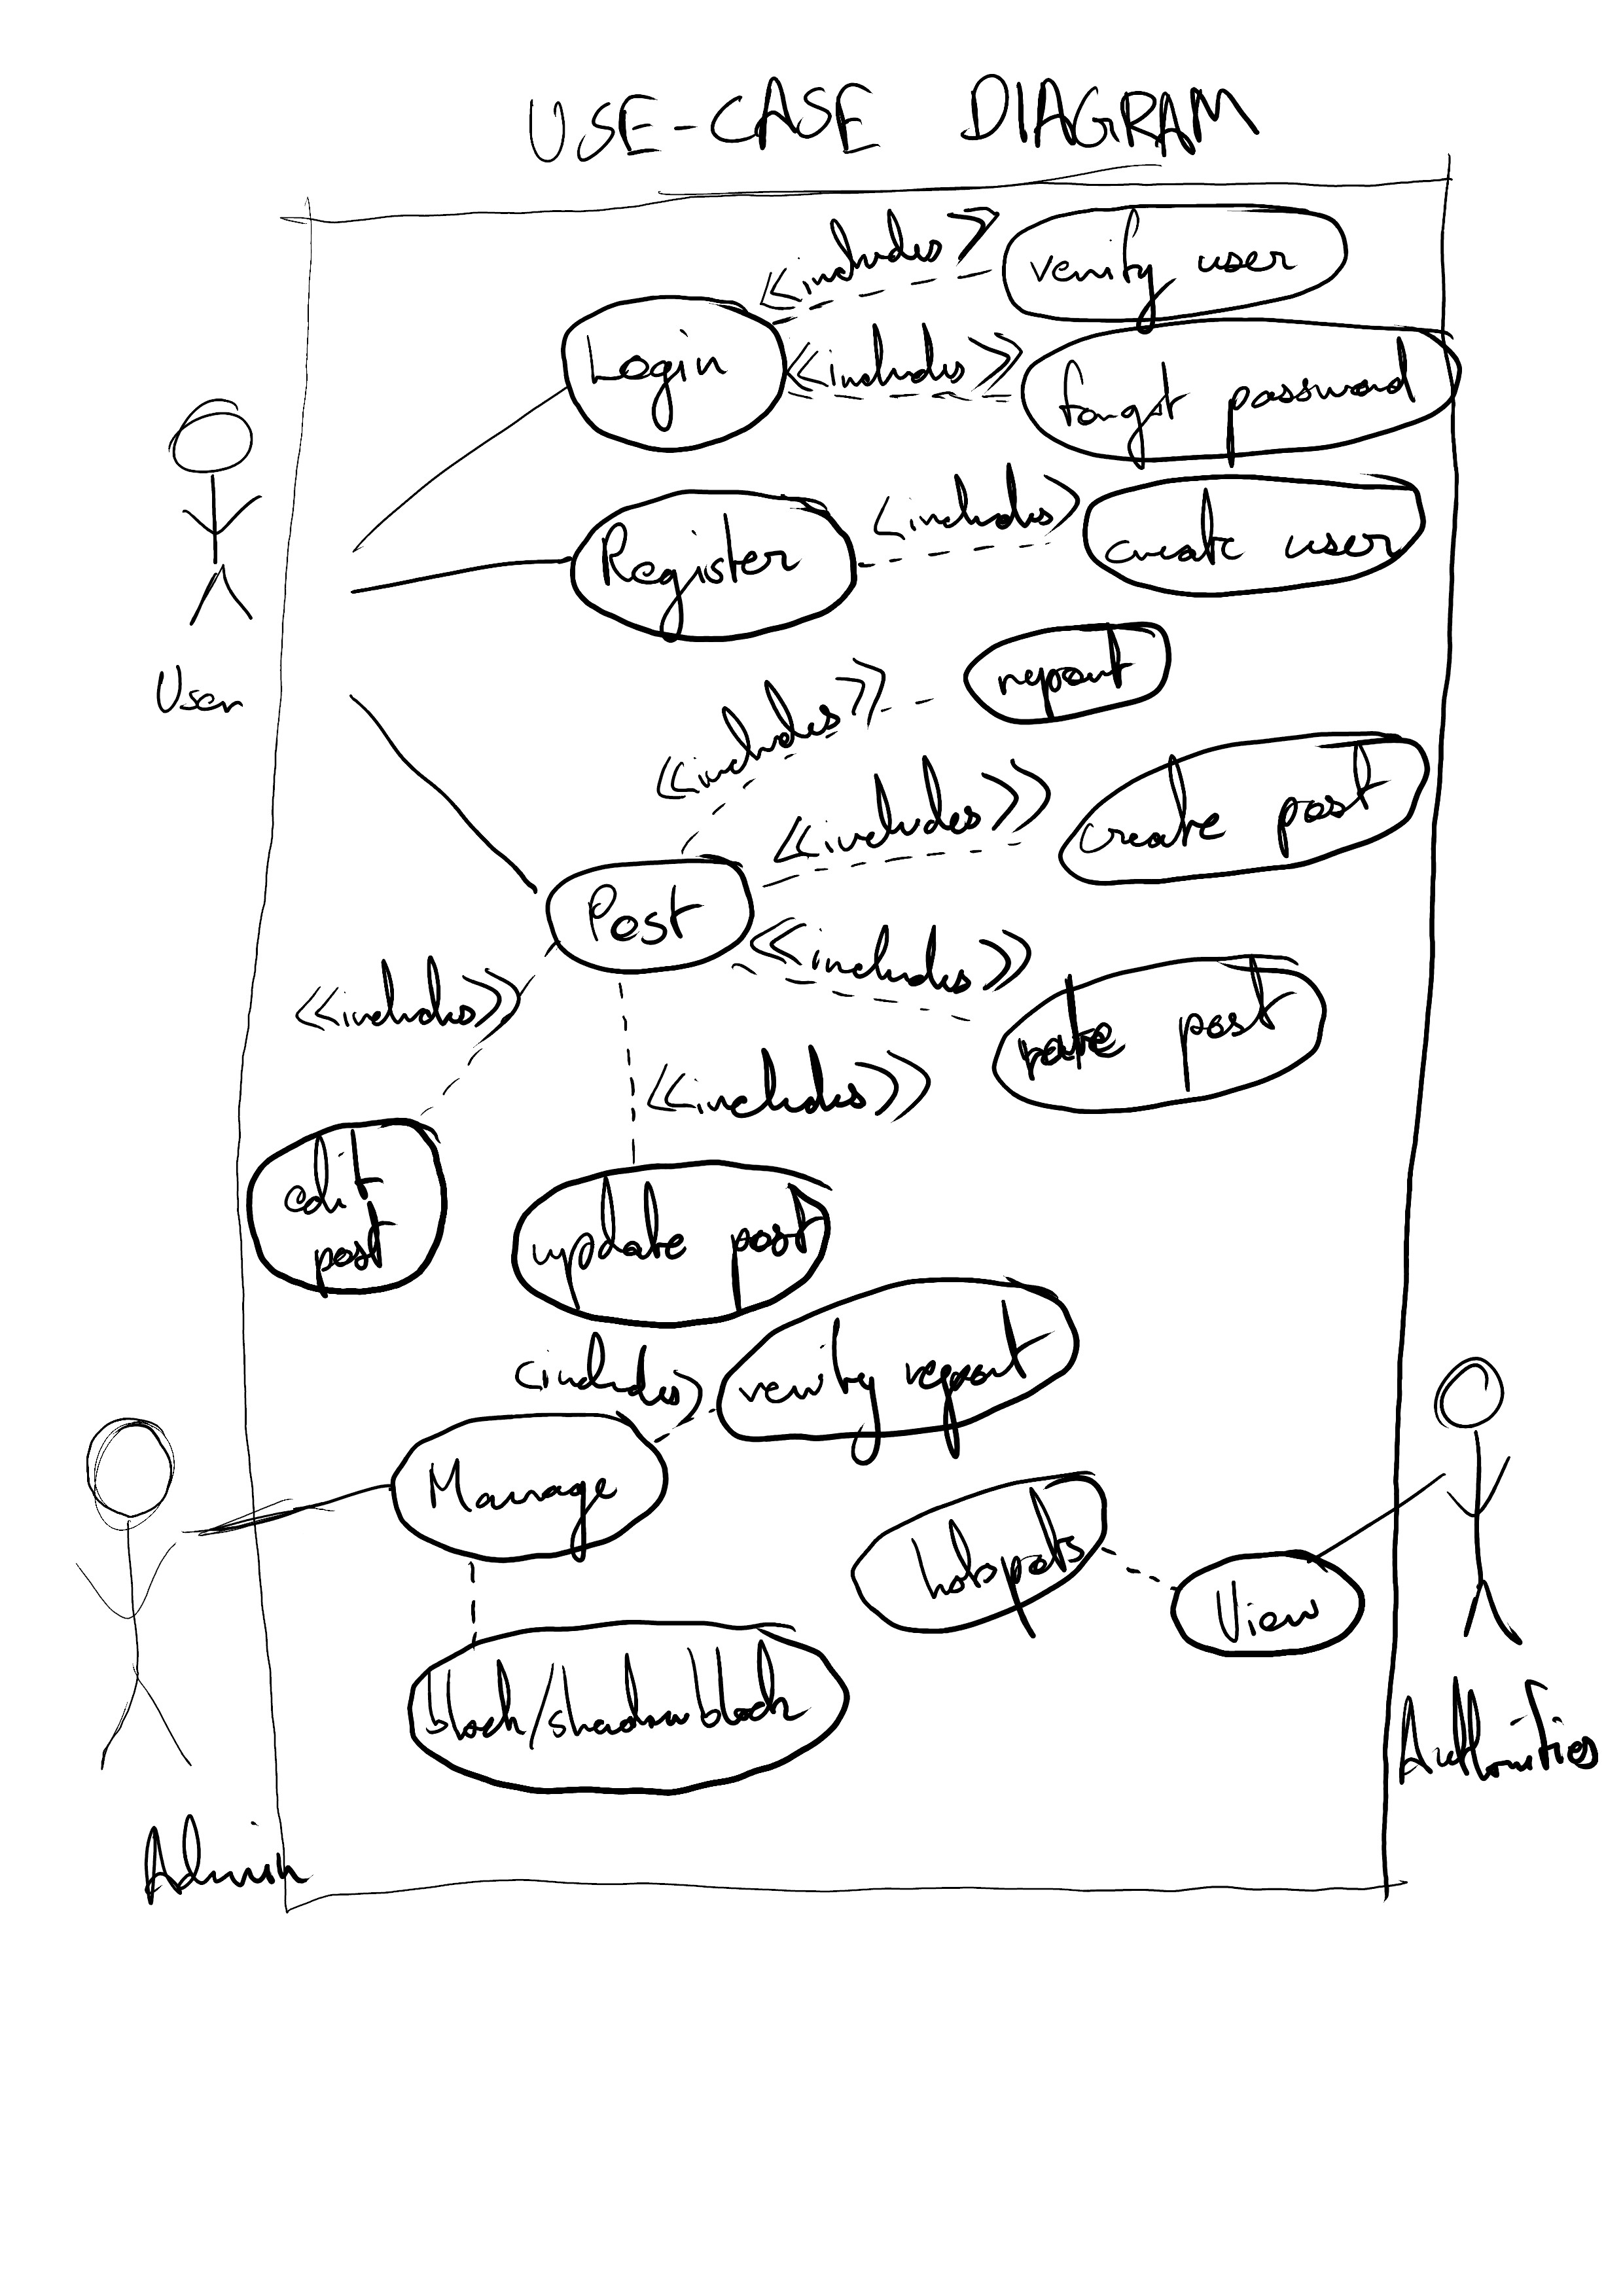 USE-CASE DIAGRAM
<<includes>
verify user
Login
<<includes>>
forgot password
<includes>
Register
create user
User
<<includes>>
report
<<includes>>
create post
Post
<<includes>>
<<includes>>
rate post
<<includes>>
edit
post
update post
<includes>
verify report
Manage
hotspots
View
block/shadowblock
Authorities
Admin